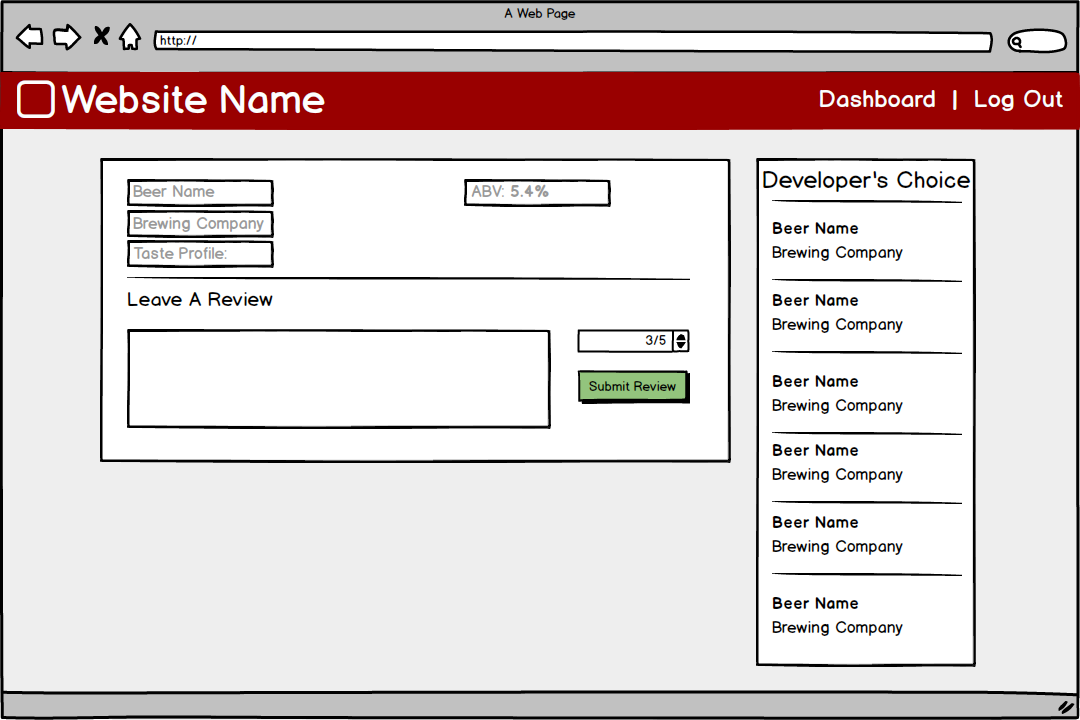 A Web Page
http://
Website Name
Dashboard | Log Out
Beer Name
ABV: 5.4%
Brewing Company
Taste Profile:
Leave A Review
3/5
Submit Review
Developer's Choice
Beer Name
Brewing Company
Beer Name
Brewing Company
Beer Name
Brewing Company
Beer Name
Brewing Company
Beer Name
Brewing Company
Beer Name
Brewing Company